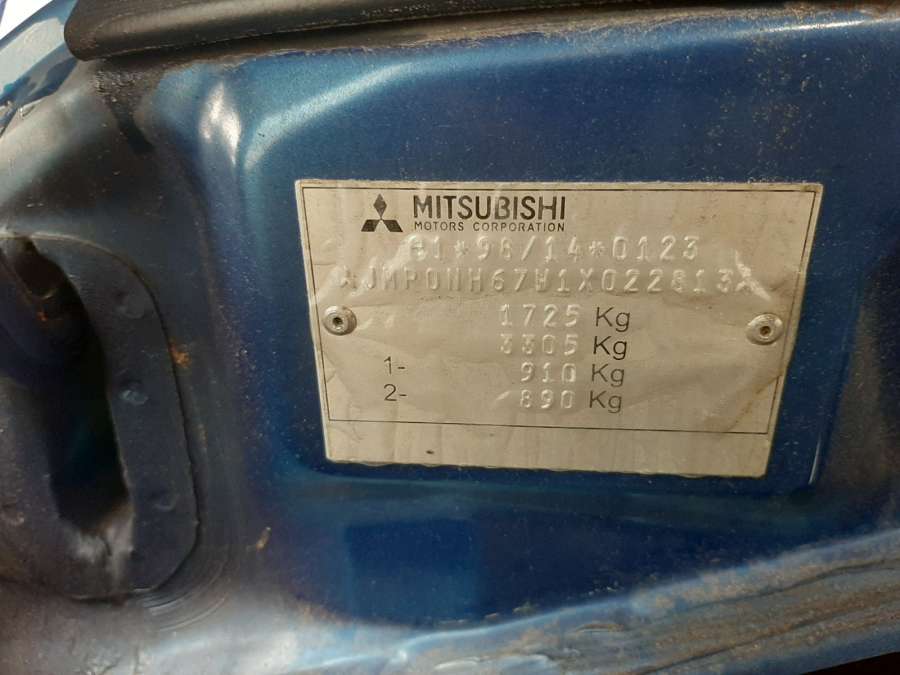 MITSUBISHI
MOTORS CORPORATION
e1*98/14*0123
*JMP0NH67W1X022813*
1725 Kg
3305 Kg
1- 910 Kg
2- 890 Kg